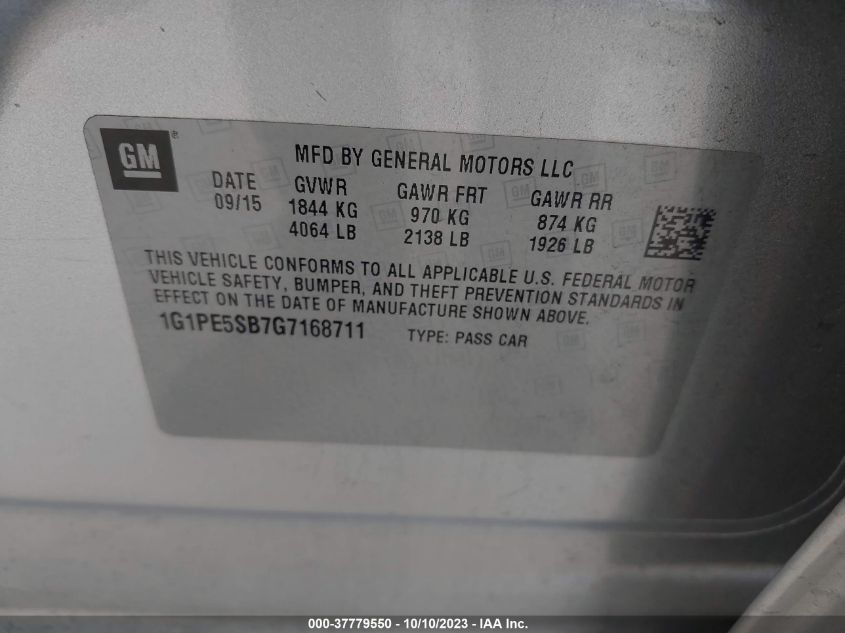 GM ®
MFD BY GENERAL MOTORS LLC
DATE GVWR GAWR FRT GAWR RR
09/15 1844 KG 970 KG 874 KG
4064 LB 2138 LB 1926 LB
THIS VEHICLE CONFORMS TO ALL APPLICABLE U.S. FEDERAL MOTOR
VEHICLE SAFETY, BUMPER, AND THEFT PREVENTION STANDARDS IN
EFFECT ON THE DATE OF MANUFACTURE SHOWN ABOVE.
1G1PE5SB7G7168711 TYPE: PASS CAR
000-37779550 - 10/10/2023 - IAA Inc.